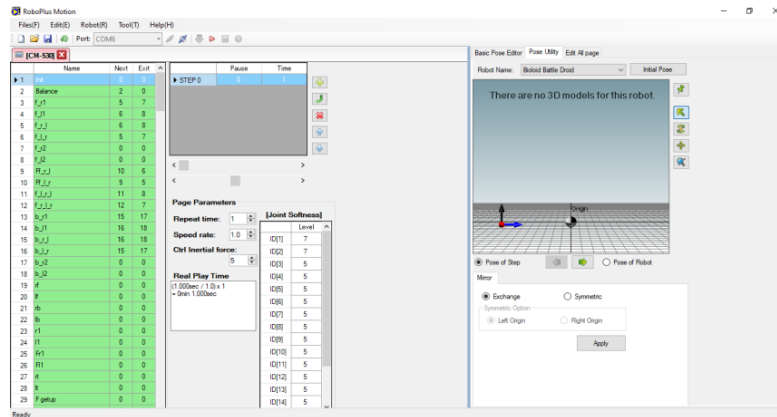 RoboPlus Motion
Files(F) Edit(E) Robot(R) Tool(T) Help(H)
Port: COM6
[CM-530]
Name Next Exit
1 Init 0 0
2 Balance 2 0
3 f_r1 5 7
4 f_l1 6 8
5 f_r_l 6 8
6 f_l_r 5 7
7 f_r2 0 0
8 f_l2 0 0
9 Ff_r_l 10 6
10 Ff_l_r 9 5
11 f_l_r_l 11 8
12 f_r_l_r 12 7
13 b_r1 15 17
14 b_l1 16 18
15 b_r_l 16 18
16 b_l_r 15 17
17 b_r2 0 0
18 b_l2 0 0
19 rf 0 0
20 lf 0 0
21 rb 0 0
22 lb 0 0
23 r1 0 0
24 l1 0 0
25 Fr1 0 0
26 Fl1 0 0
27 rt 0 0
28 lt 0 0
29 F getup 0 0
Ready
Pause Time
STEP 0 0 1
Page Parameters
Repeat time: 1
Speed rate: 1.0
Ctrl Inertial force:
5
Real Play Time
(1.000sec / 1.0) x 1
= 0min 1.000sec
[Joint Softness]
Level
ID[1] 7
ID[2] 7
ID[3] 5
ID[4] 5
ID[5] 5
ID[6] 5
ID[7] 5
ID[8] 5
ID[9] 5
ID[10] 5
ID[11] 5
ID[12] 5
ID[13] 5
ID[14] 5
Basic Pose Editor Pose Utility Edit All page
Robot Name: Bioloid Battle Droid Initial Pose
There are no 3D models for this robot.
Origin
Pose of Step Pose of Robot
Mirror
Exchange Symmetric
Symmetric Option
Left Origin Right Origin
Apply